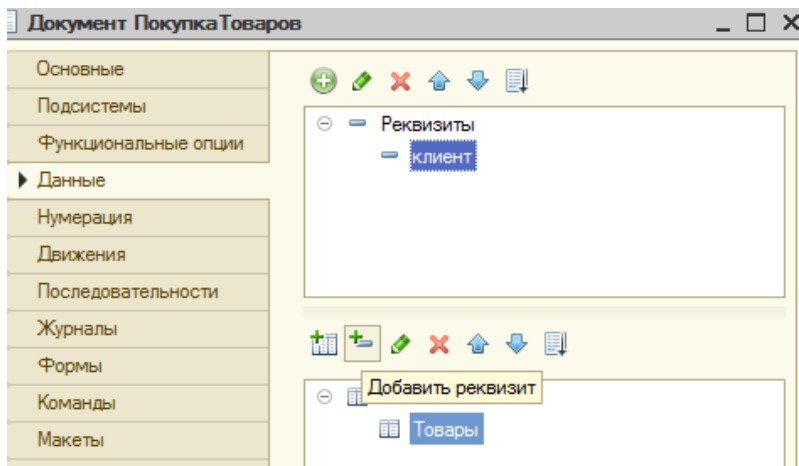 Документ ПокупкаТоваров
Основные
Подсистемы
Функциональные опции
Данные
Нумерация
Движения
Последовательности
Журналы
Формы
Команды
Макеты
Реквизиты
клиент
Добавить реквизит
Товары